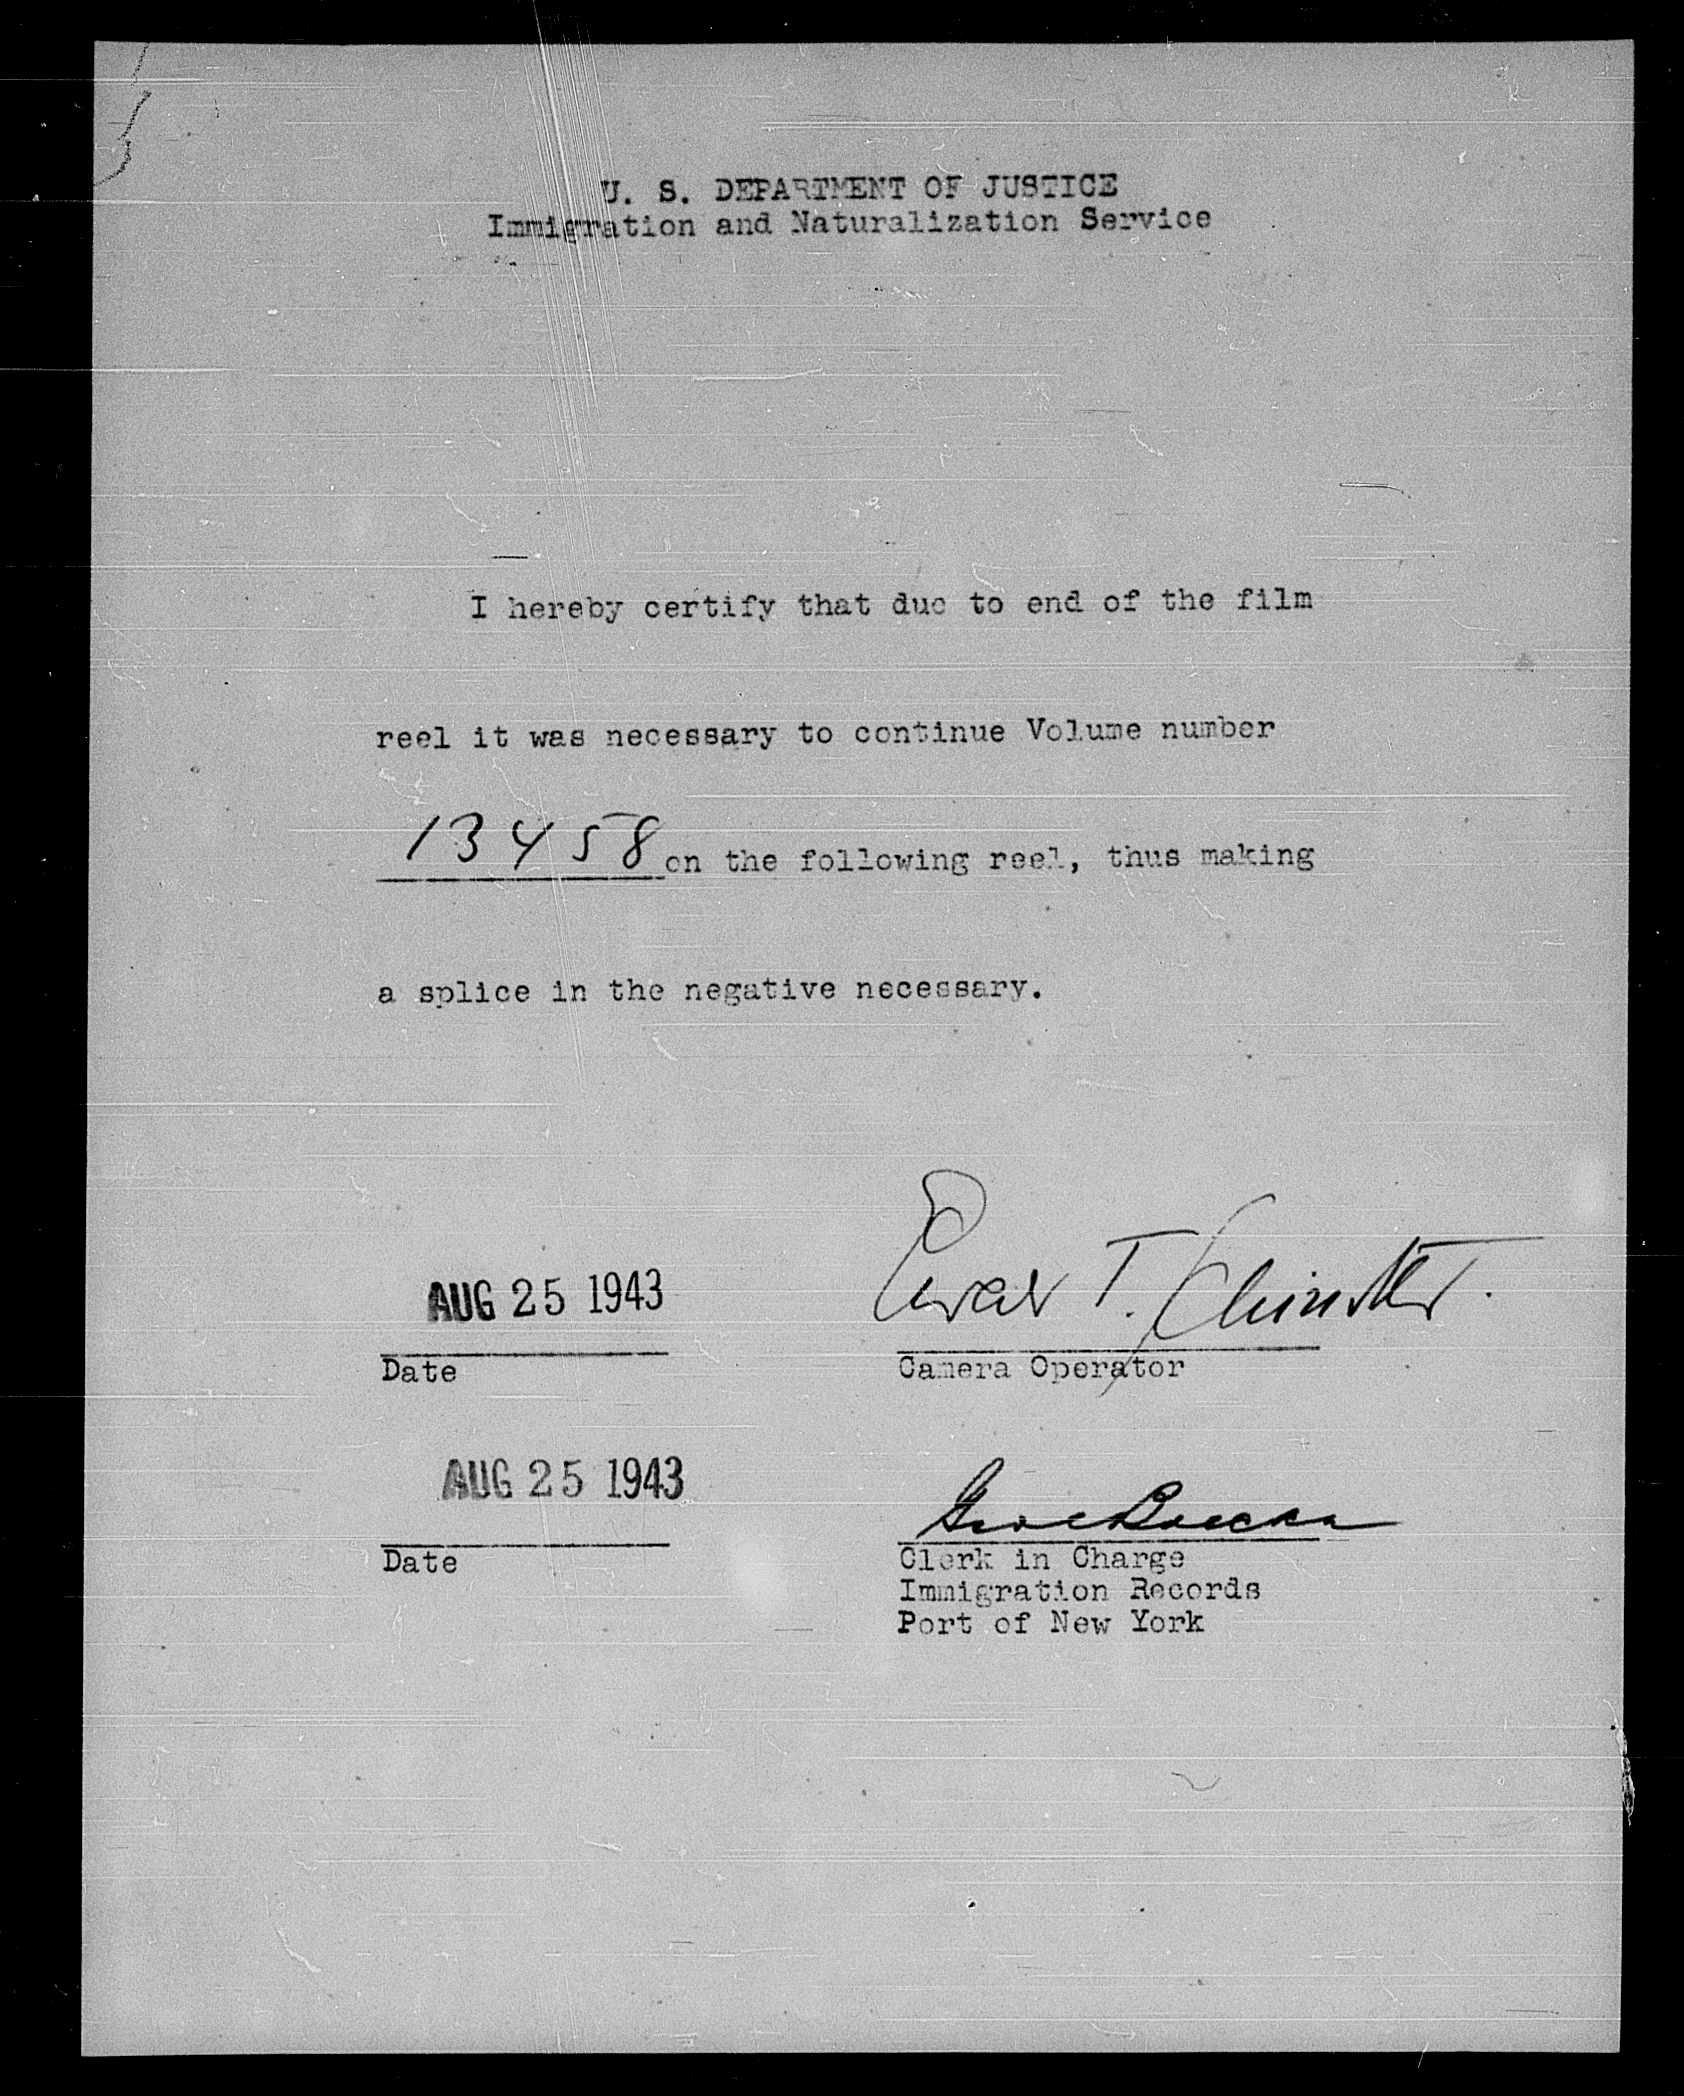 U. S. DEPARTMENT OF JUSTICE
Immigration and Naturalization Service
I hereby certify that due to end of the film
reel it was necessary to continue Volume number
13458 on the following reel, thus making
a splice in the negative necessary.
AUG 25 1943
Date
T.
Camera Operator
AUG 25 1943
Date
Clerk in Charge
Immigration Records
Port of New York